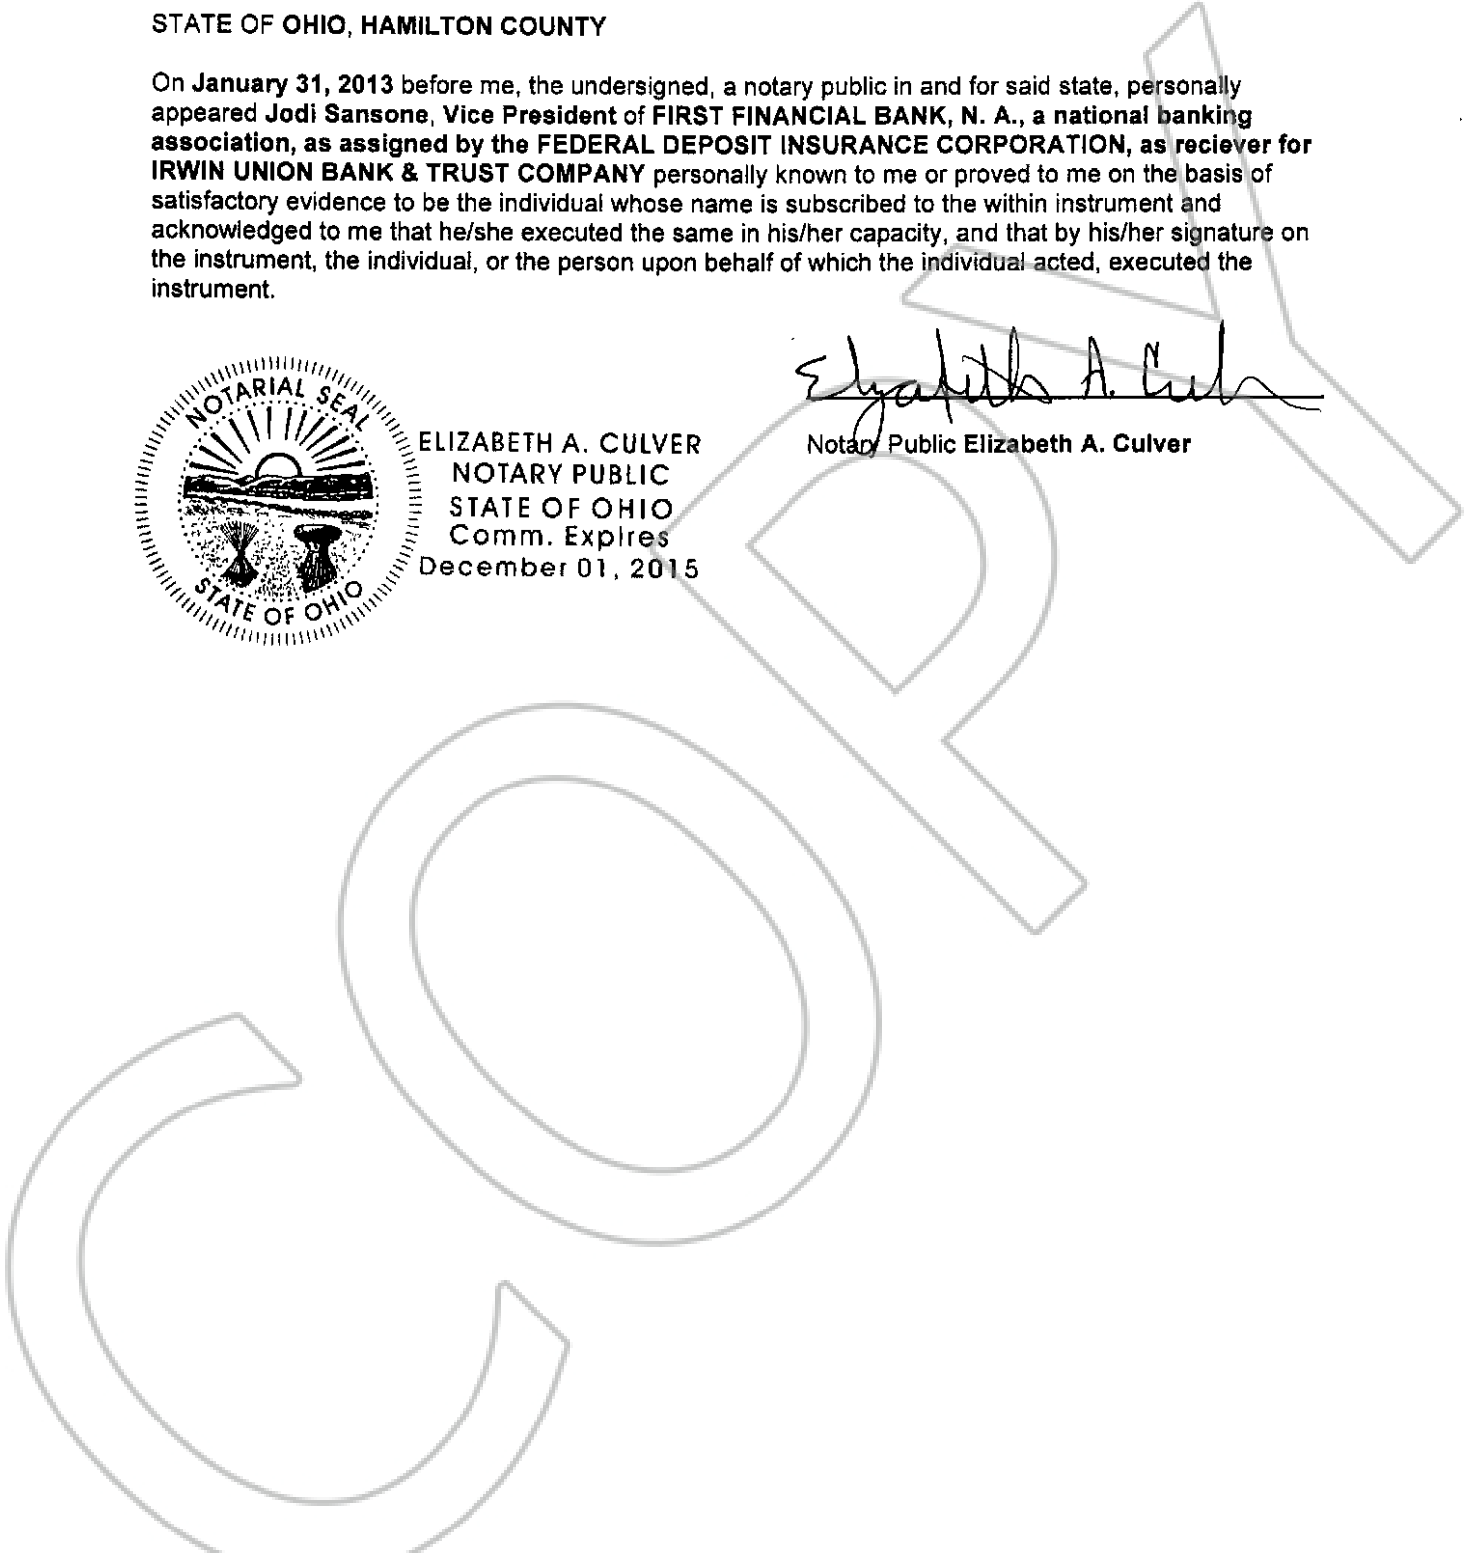 STATE OF OHIO, HAMILTON COUNTY
On January 31, 2013 before me, the undersigned, a notary public in and for said state, personally
appeared Jodi Sansone, Vice President of FIRST FINANCIAL BANK, N. A., a national banking
association, as assigned by the FEDERAL DEPOSIT INSURANCE CORPORATION, as reciever for
IRWIN UNION BANK & TRUST COMPANY personally known to me or proved to me on the basis of
satisfactory evidence to be the individual whose name is subscribed to the within instrument and
acknowledged to me that he/she executed the same in his/her capacity, and that by his/her signature on
the instrument, the individual, or the person upon behalf of which the individual acted, executed the
instrument.
Elizabeth A. Culver
Notary Public Elizabeth A. Culver
NOTARIAL SEAL
STATE OF OHIO
ELIZABETH A. CULVER
NOTARY PUBLIC
STATE OF OHIO
Comm. Expires
December 01, 2015
COPY